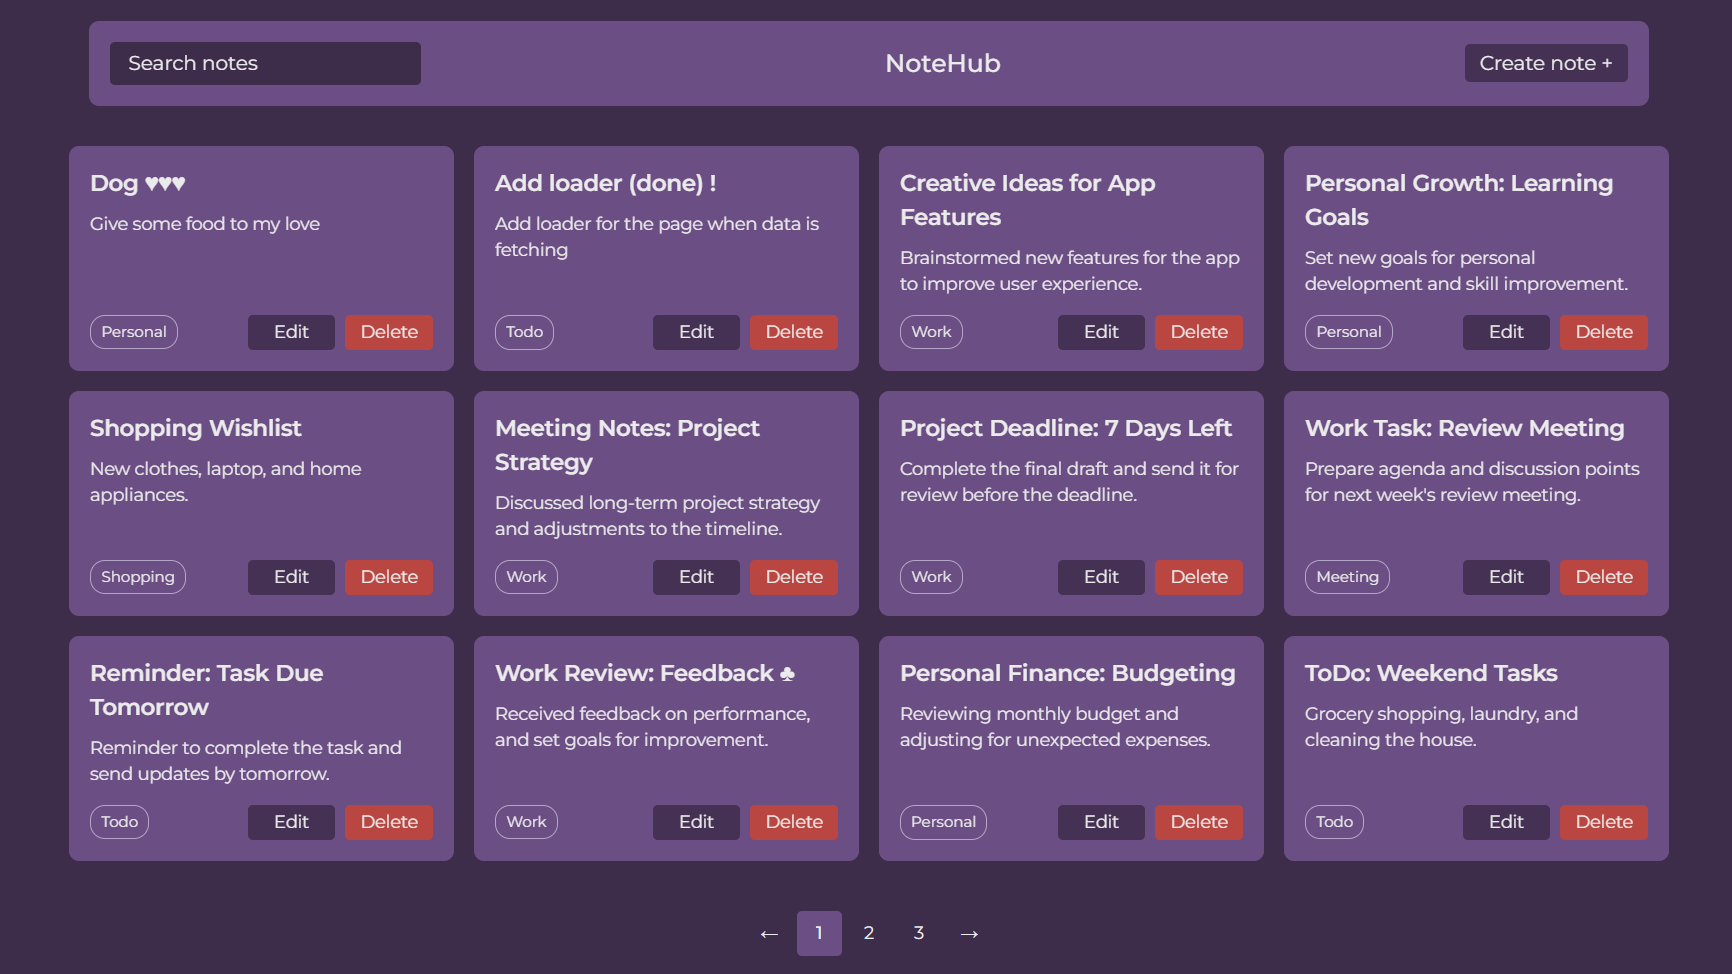 Search notes
NoteHub
Create note +
Dog ♥♥♥
Give some food to my love
Personal
Edit
Delete
Add loader (done) !
Add loader for the page when data is
fetching
Todo
Edit
Delete
Creative Ideas for App
Features
Brainstormed new features for the app
to improve user experience.
Work
Edit
Delete
Personal Growth: Learning
Goals
Set new goals for personal
development and skill improvement.
Personal
Edit
Delete
Shopping Wishlist
New clothes, laptop, and home
appliances.
Shopping
Edit
Delete
Meeting Notes: Project
Strategy
Discussed long-term project strategy
and adjustments to the timeline.
Work
Edit
Delete
Project Deadline: 7 Days Left
Complete the final draft and send it for
review before the deadline.
Work
Edit
Delete
Work Task: Review Meeting
Prepare agenda and discussion points
for next week's review meeting.
Meeting
Edit
Delete
Reminder: Task Due
Tomorrow
Reminder to complete the task and
send updates by tomorrow.
Todo
Edit
Delete
Work Review: Feedback ♣
Received feedback on performance,
and set goals for improvement.
Work
Edit
Delete
Personal Finance: Budgeting
Reviewing monthly budget and
adjusting for unexpected expenses.
Personal
Edit
Delete
ToDo: Weekend Tasks
Grocery shopping, laundry, and
cleaning the house.
Todo
Edit
Delete
← 1 2 3 →